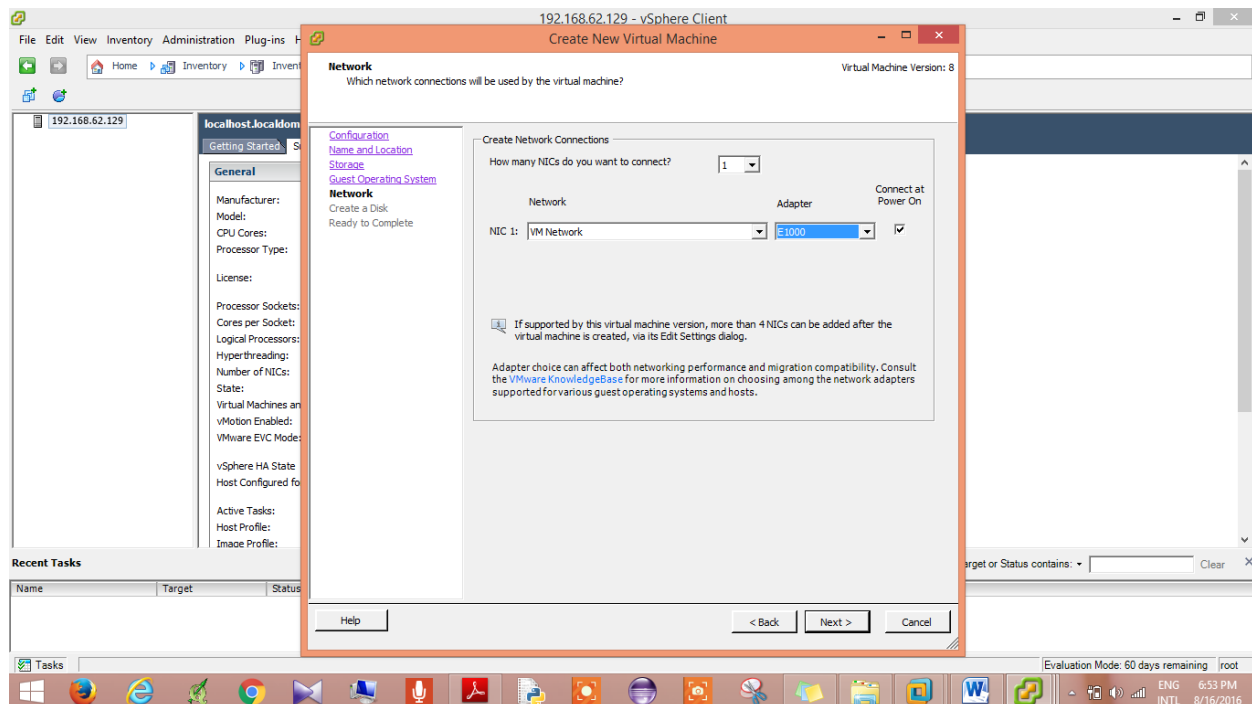 192.168.62.129 - vSphere Client
File Edit View Inventory Administration Plug-ins H
Home Inventory Invent
192.168.62.129
localhost.localdom
Getting Started
General
Manufacturer:
Model:
CPU Cores:
Processor Type:
License:
Processor Sockets:
Cores per Socket:
Logical Processors:
Hyperthreading:
Number of NICs:
State:
Virtual Machines an
vMotion Enabled:
VMware EVC Mode:
vSphere HA State
Host Configured fo
Active Tasks:
Host Profile:
Image Profile:
Create New Virtual Machine
Network
Which network connections will be used by the virtual machine?
Virtual Machine Version: 8
Configuration
Name and Location
Storage
Guest Operating System
Network
Create a Disk
Ready to Complete
Create Network Connections
How many NICs do you want to connect? 1
Network Adapter Connect at
Power On
NIC 1: VM Network E1000
If supported by this virtual machine version, more than 4 NICs can be added after the
virtual machine is created, via its Edit Settings dialog.
Adapter choice can affect both networking performance and migration compatibility. Consult
the VMware KnowledgeBase for more information on choosing among the network adapters
supported for various guest operating systems and hosts.
Help < Back Next > Cancel
Recent Tasks
arget or Status contains: Clear
Name Target Status
Tasks
Evaluation Mode: 60 days remaining root
ENG 6:53 PM
INTL 8/16/2016